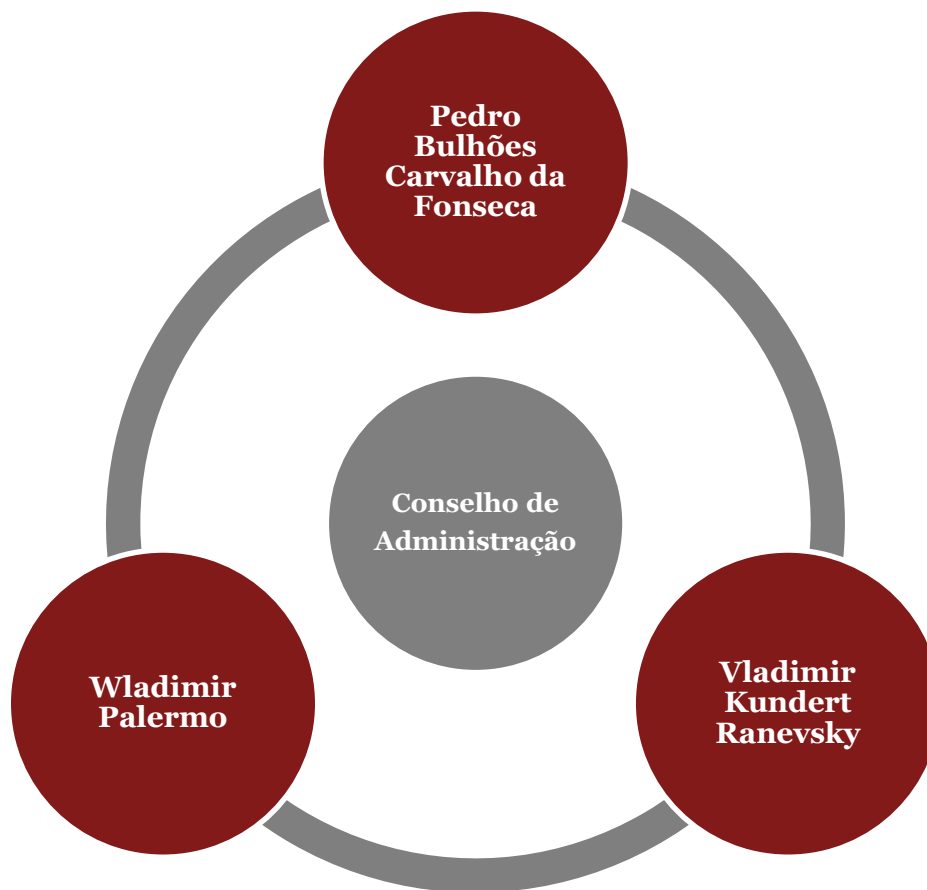 Pedro
Bulhões
Carvalho da
Fonseca
Conselho de
Administração
Wladimir
Palermo
Vladimir
Kundert
Ranevsky